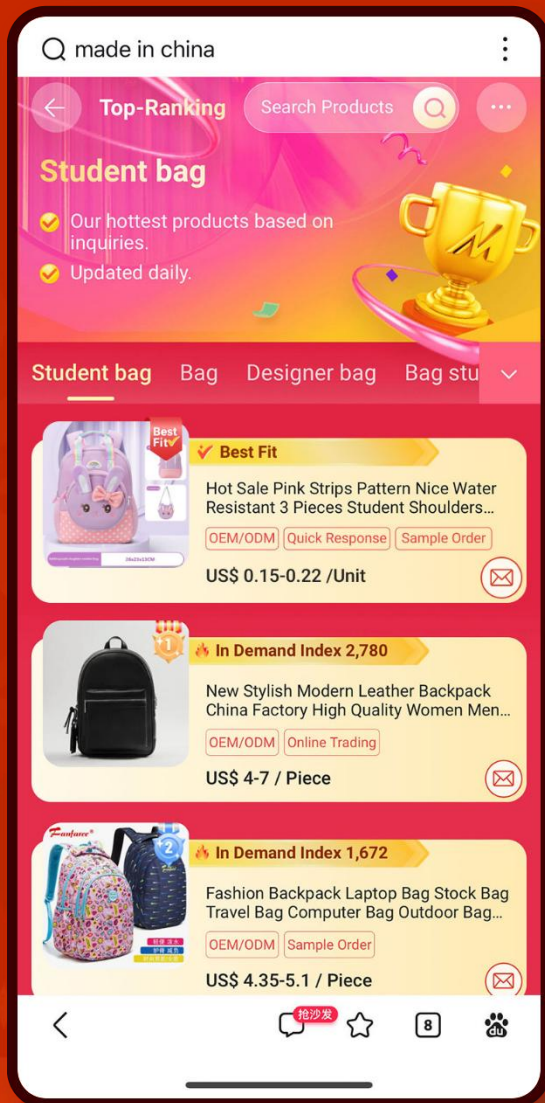 made in china
Top-Ranking
Search Products
Student bag
Our hottest products based on
inquiries.
Updated daily.
Student bag
Bag
Designer bag
Bag stu
Best
Fit
Best Fit
Hot Sale Pink Strips Pattern Nice Water
Resistant 3 Pieces Student Shoulders...
OEM/ODM
Quick Response
Sample Order
US$ 0.15-0.22 /Unit
1
In Demand Index 2,780
New Stylish Modern Leather Backpack
China Factory High Quality Women Men...
OEM/ODM
Online Trading
US$ 4-7 / Piece
2
In Demand Index 1,672
Fashion Backpack Laptop Bag Stock Bag
Travel Bag Computer Bag Outdoor Bag...
OEM/ODM
Sample Order
US$ 4.35-5.1 / Piece
抢沙发
8
du